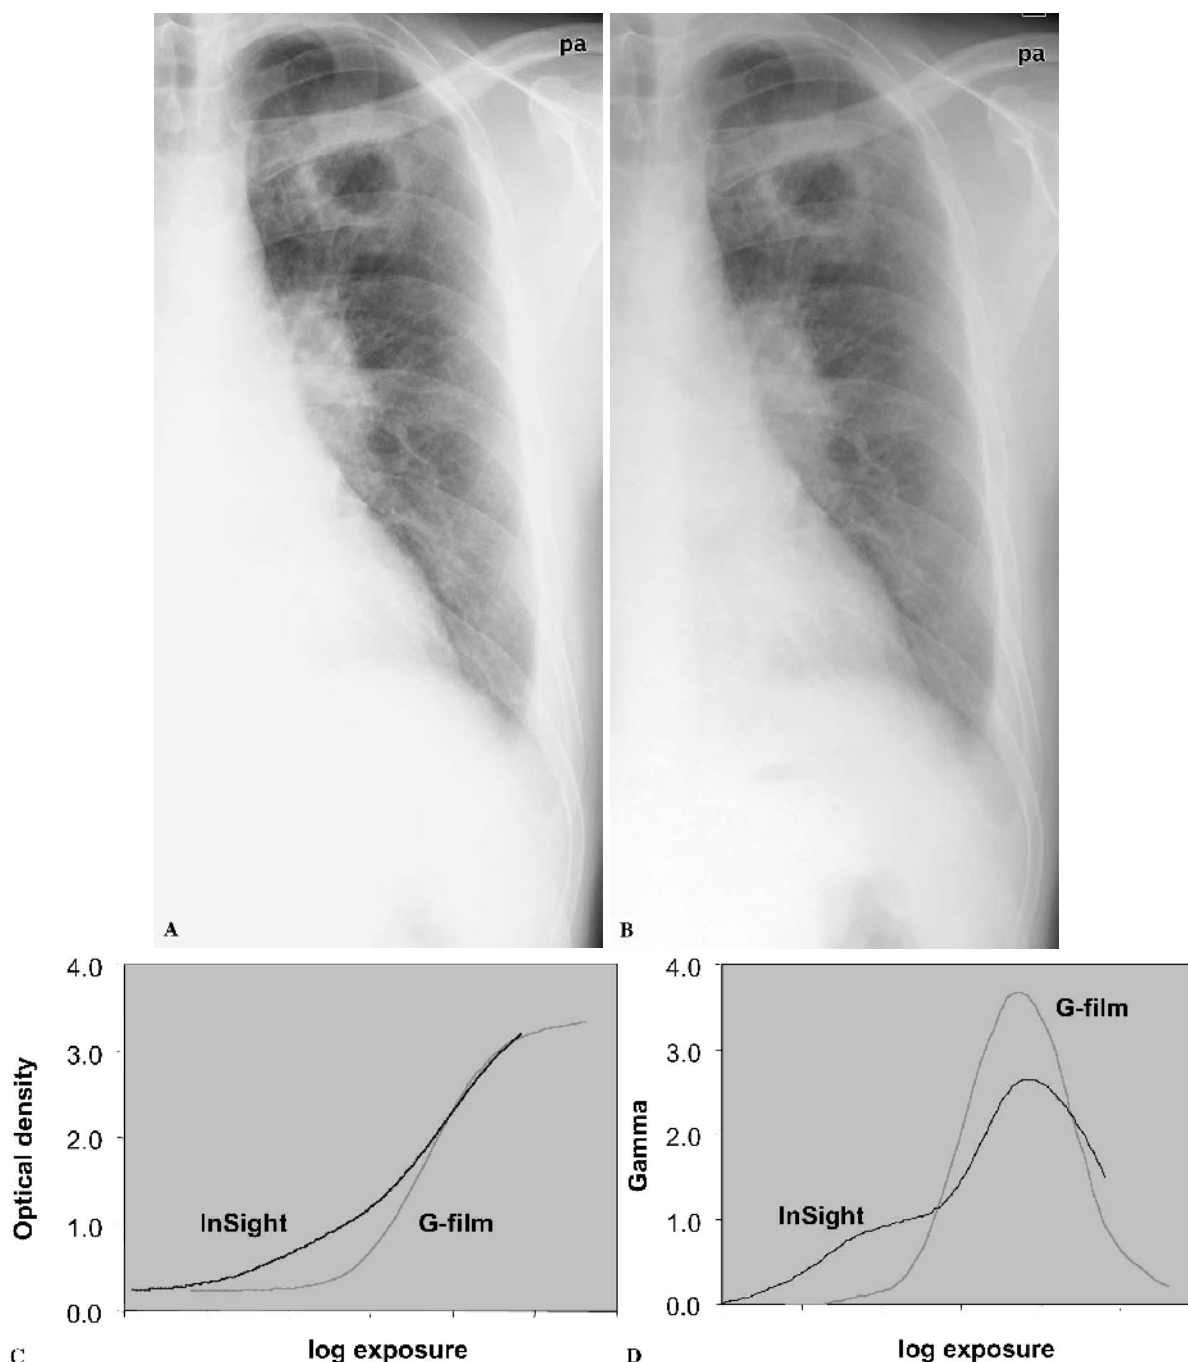 pa
pa
A
B
4.0
3.0
2.0
1.0
0.0
Optical density
InSight
G-film
log exposure
C
4.0
3.0
2.0
1.0
0.0
Gamma
InSight
G-film
log exposure
D